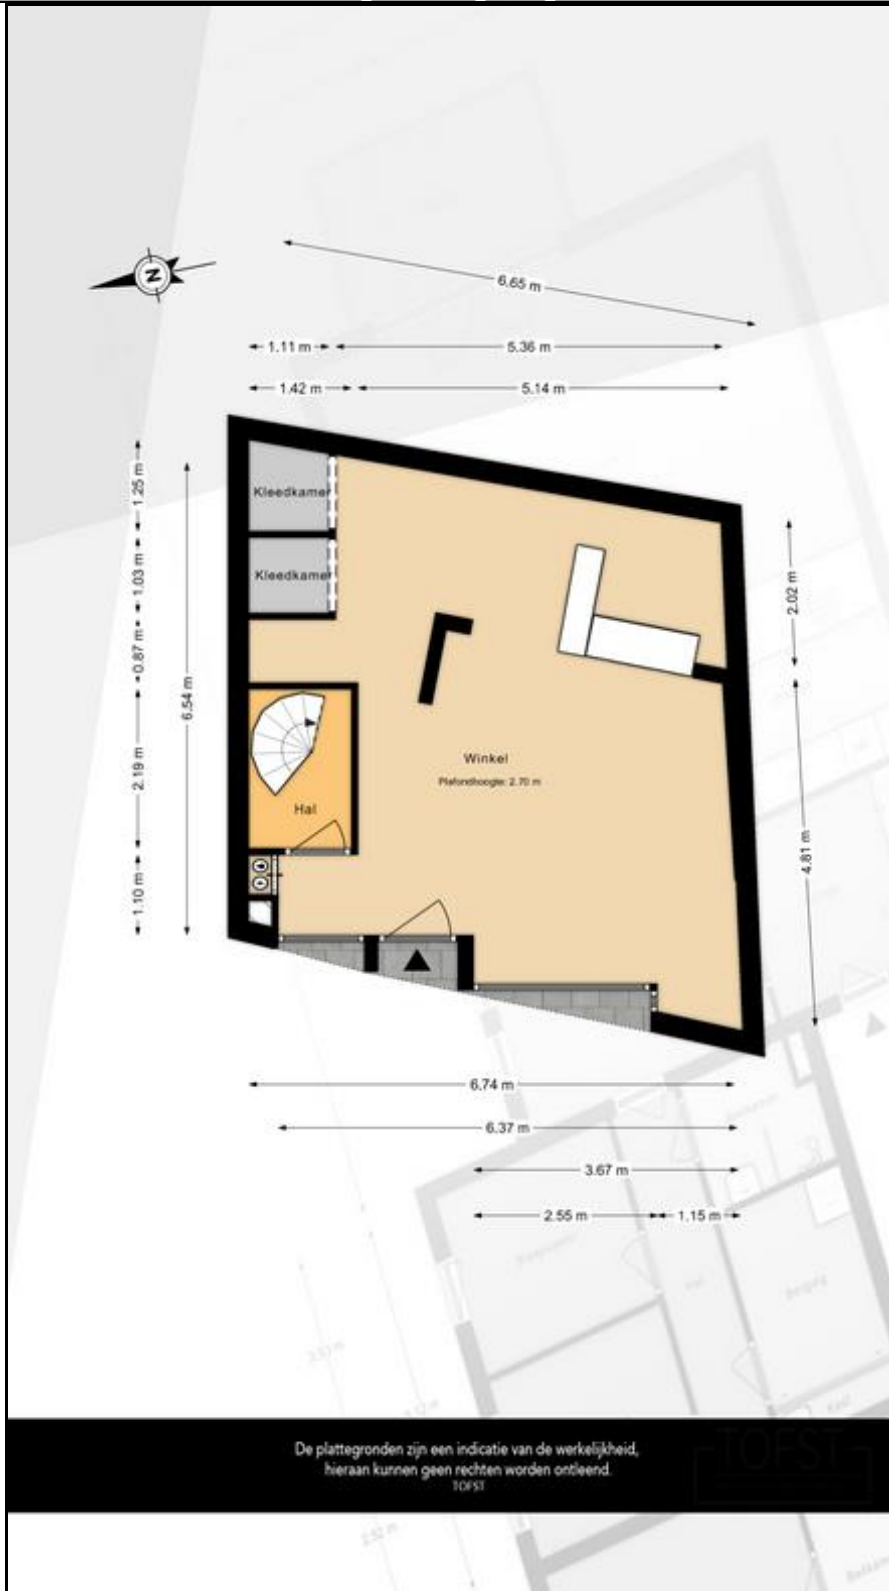 N
6.65 m
1.11 m
5.36 m
1.42 m
5.14 m
1.25 m
1.03 m
0.87 m
2.19 m
1.10 m
6.54 m
Kleedkamer
Kleedkamer
2.02 m
Winkel
Plafondhoogte: 2.70 m
Hal
4.81 m
6.74 m
6.37 m
3.67 m
2.55 m
1.15 m
De plattegronden zijn een indicatie van de werkelijkheid,
hieraan kunnen geen rechten worden ontleend.
TOFST
TOFST
2.52 m